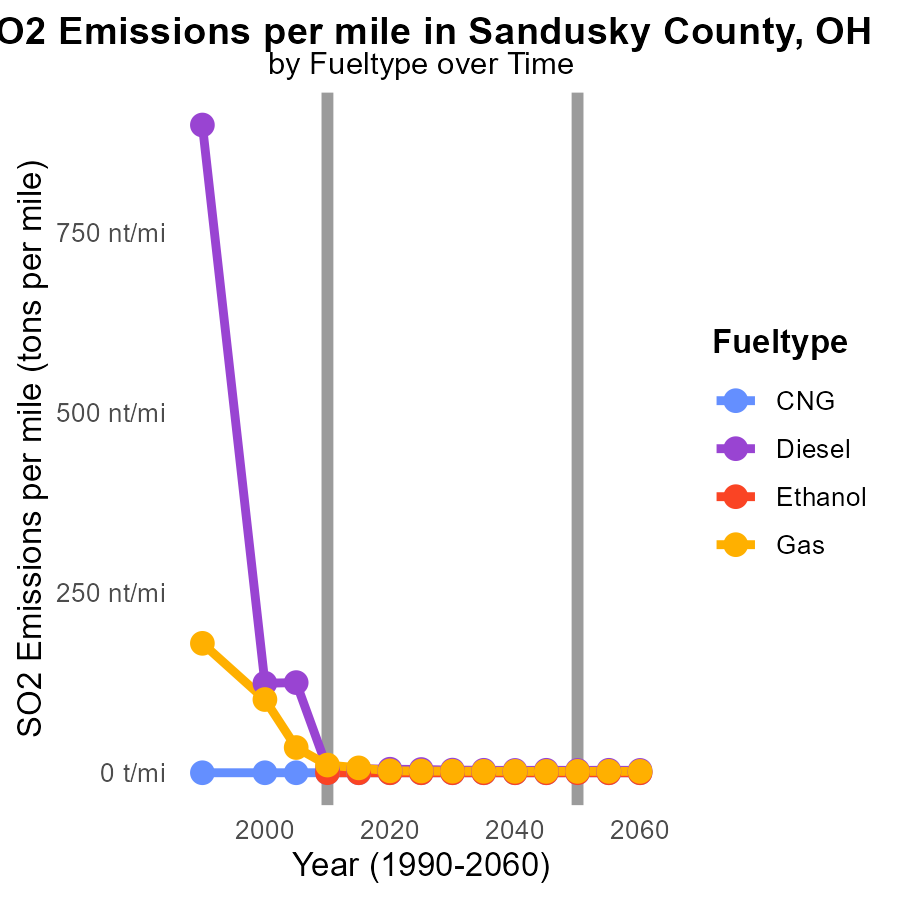 O2 Emissions per mile in Sandusky County, OH
by Fueltype over Time
SO2 Emissions per mile (tons per mile)
750 nt/mi
500 nt/mi
250 nt/mi
0 t/mi
2000
2020
2040
2060
Year (1990-2060)
Fueltype
CNG
Diesel
Ethanol
Gas